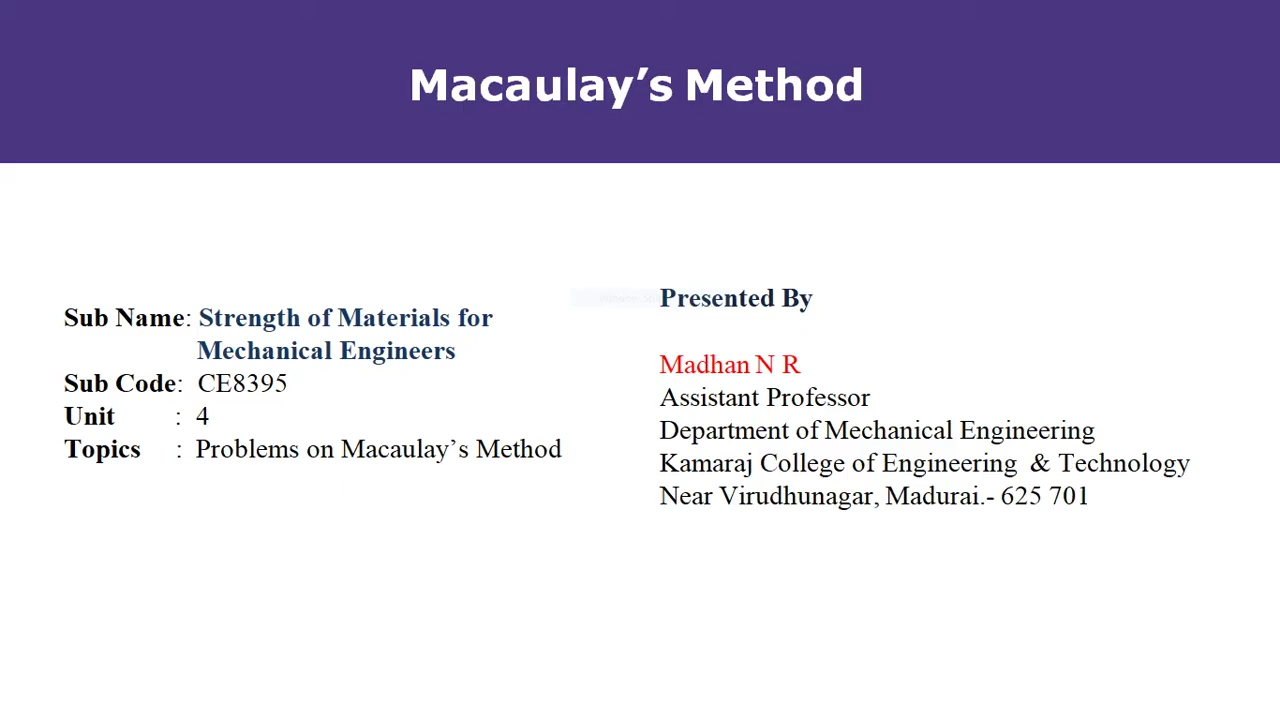 Macaulay’s Method
Sub Name: Strength of Materials for
Mechanical Engineers
Sub Code: CE8395
Unit : 4
Topics : Problems on Macaulay’s Method
Presented By
Madhan N R
Assistant Professor
Department of Mechanical Engineering
Kamaraj College of Engineering & Technology
Near Virudhunagar, Madurai.- 625 701